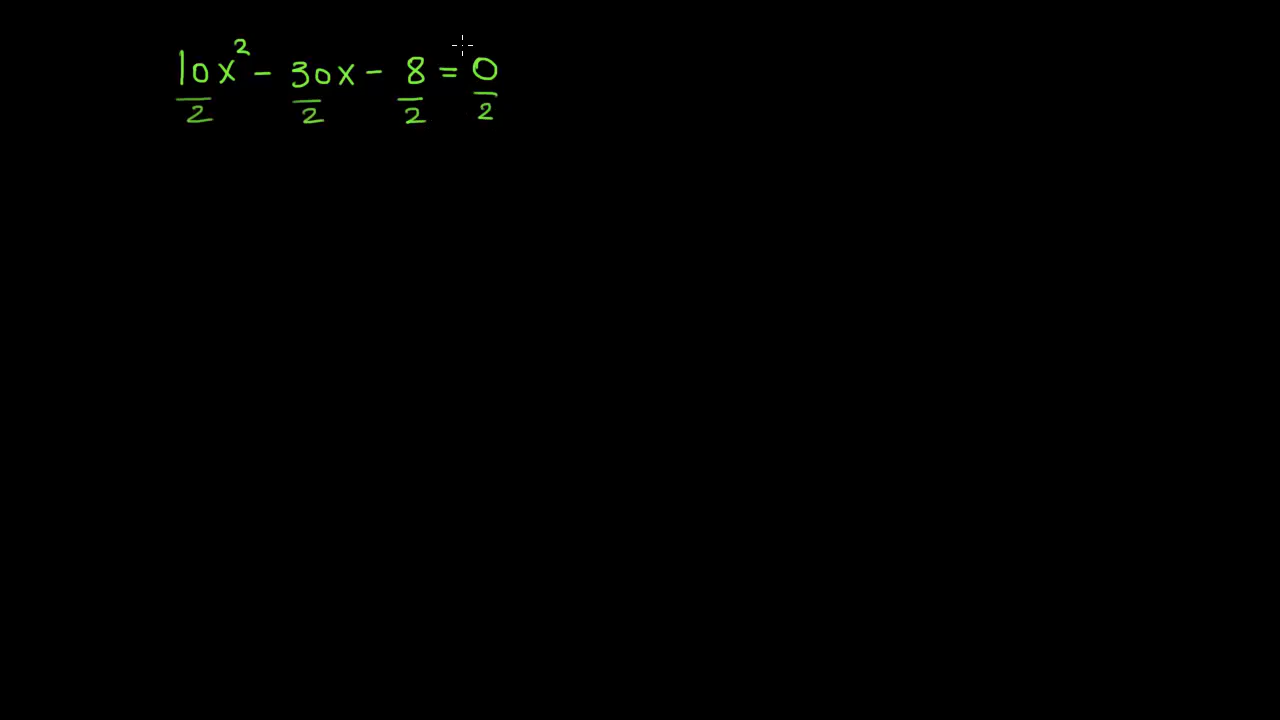 10x² - 30x - 8 = 0
2 2 2 2